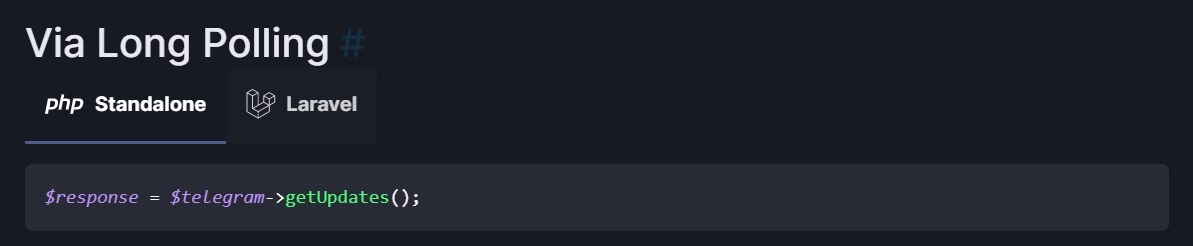 Via Long Polling #
php Standalone Laravel
$response = $telegram->getUpdates();